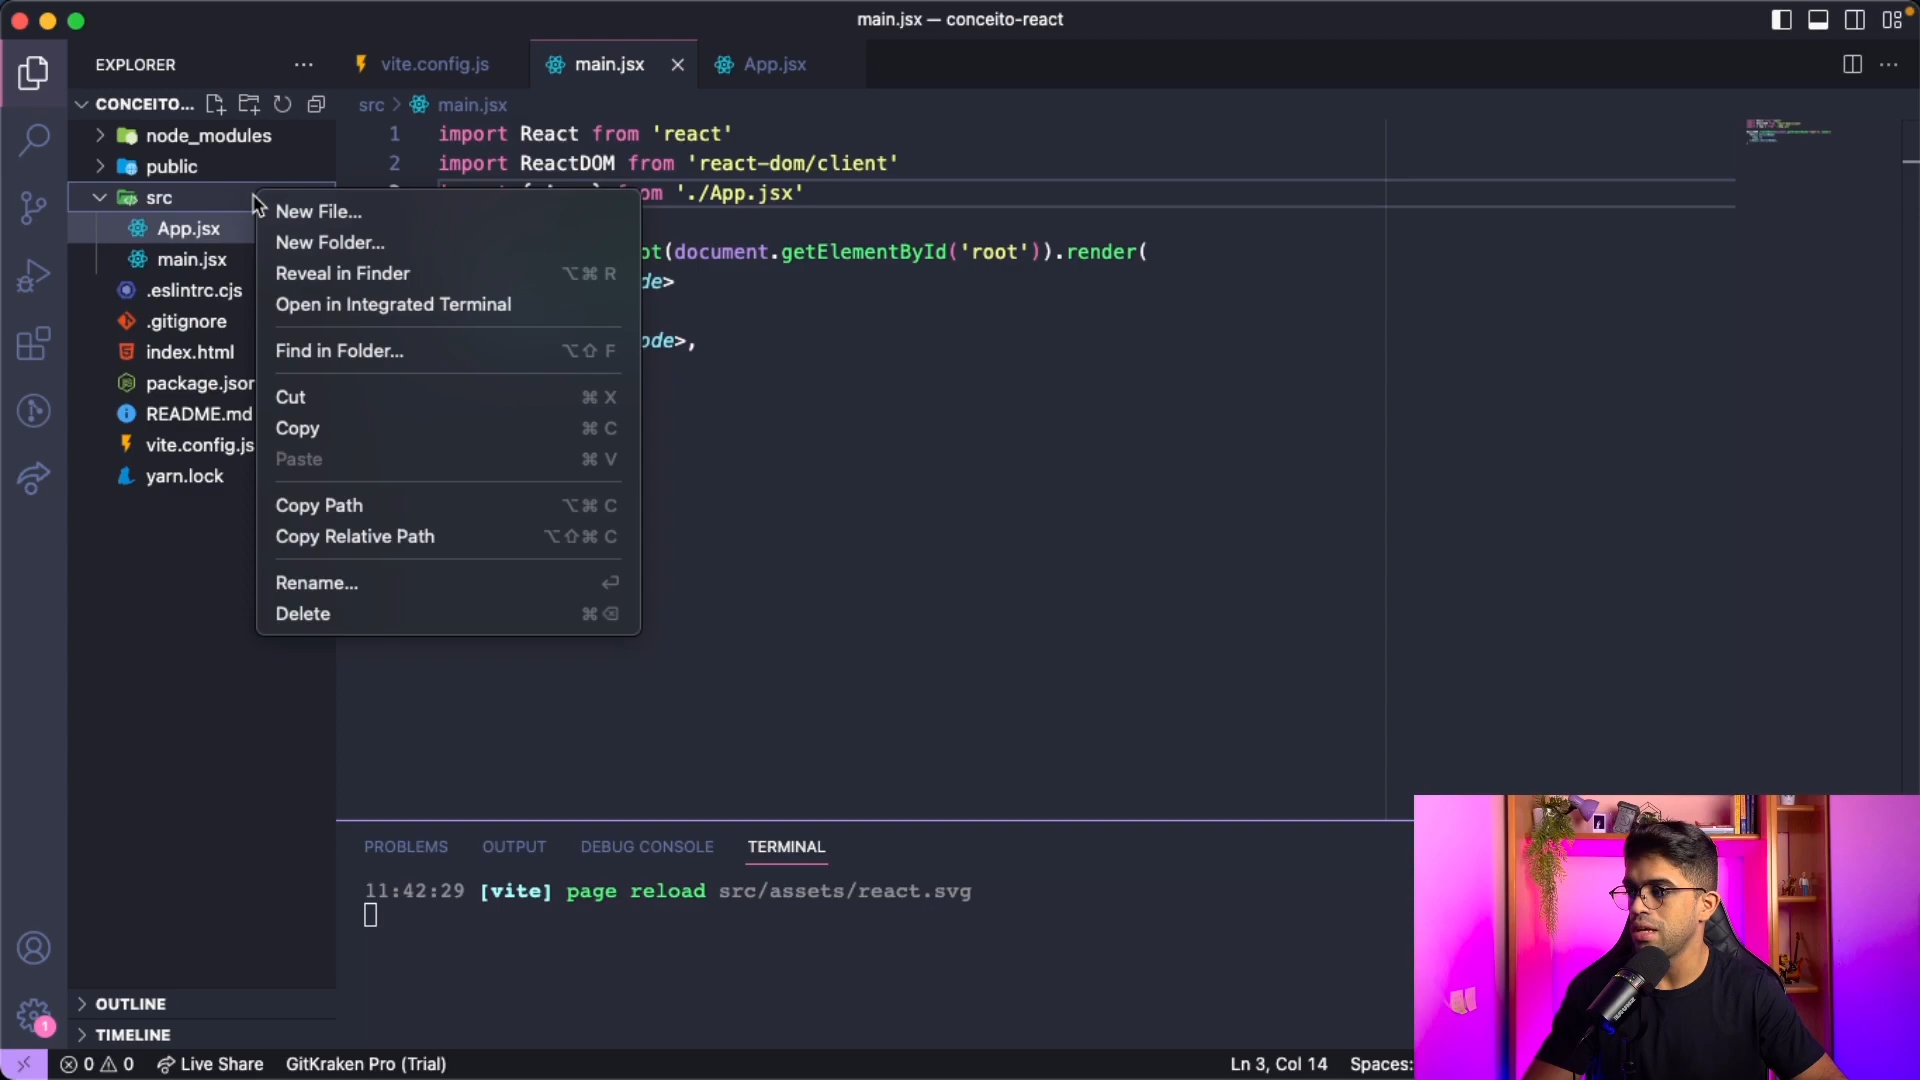 main.jsx — conceito-react
EXPLORER
vite.config.js
main.jsx
App.jsx
CONCEITO...
src > main.jsx
node_modules
public
src
App.jsx
main.jsx
.eslintrc.cjs
.gitignore
index.html
package.jsor
README.md
vite.config.js
yarn.lock
1 import React from 'react'
2 import ReactDOM from 'react-dom/client'
om './App.jsx'
ot(document.getElementById('root')).render(
de>
ode>,
New File...
New Folder...
Reveal in Finder ⌥⌘ R
Open in Integrated Terminal
Find in Folder... ⌥⇧ F
Cut ⌘ X
Copy ⌘ C
Paste ⌘ V
Copy Path ⌥⌘ C
Copy Relative Path ⌥⇧⌘ C
Rename... ⏎
Delete ⌘⌫
PROBLEMS OUTPUT DEBUG CONSOLE TERMINAL
11:42:29 [vite] page reload src/assets/react.svg
OUTLINE
TIMELINE
1
0 0 Live Share GitKraken Pro (Trial) Ln 3, Col 14 Spaces: